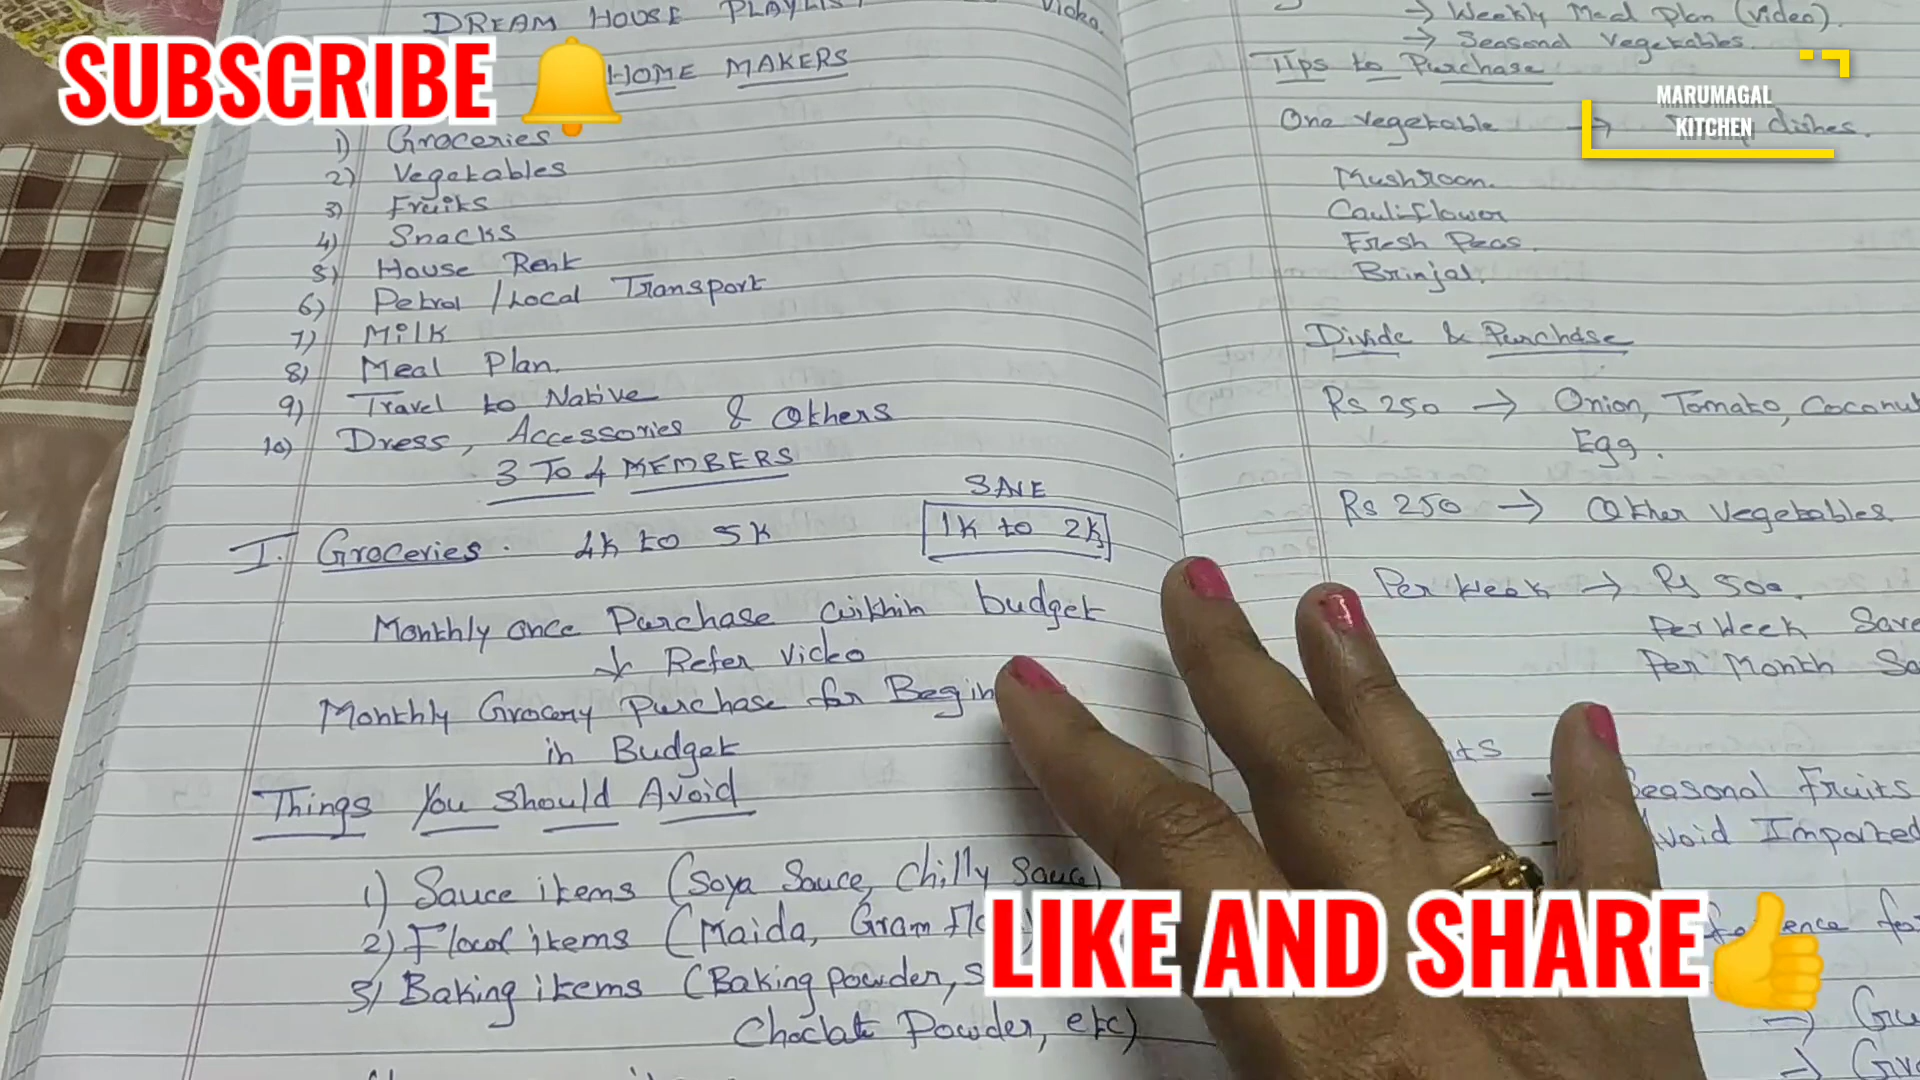 DREAM HOUSE PLAYLIST
SUBSCRIBE
HOME MAKERS
1) Groceries
2) Vegetables
3) Fruits
4) Snacks
5) House Rent
6) Petrol / Local Transport
7) Milk
8) Meal Plan.
9) Travel to Native
10) Dress, Accessories & Others
3 TO 4 MEMBERS
SAVE
I. Groceries. 4k to 5k 1k to 2k
Monthly once Purchase within budget
Refer Video
Monthly Grocery Purchase for Begin
in Budget
Things You Should Avoid
1) Sauce items (Soya Sauce, Chilly Sauce)
2) Flour items (Maida, Gram
3) Baking items (Baking powder,
Choclate Powder, etc)
→ Weekly Meal Plan (Video).
→ Seasonal Vegetables.
Tips to Purchase
MARUMAGAL
KITCHEN
One Vegetable → dishes.
Mushroom.
Cauliflower
Fresh Peas.
Brinjal.
Divide & Purchase
Rs 250 → Onion, Tomato, Coconut
Egg.
Rs 250 → Other Vegetables
Per Week → Rs 500.
Per Week Save
Per Month
Seasonal Fruits
Avoid Imported
LIKE AND SHARE